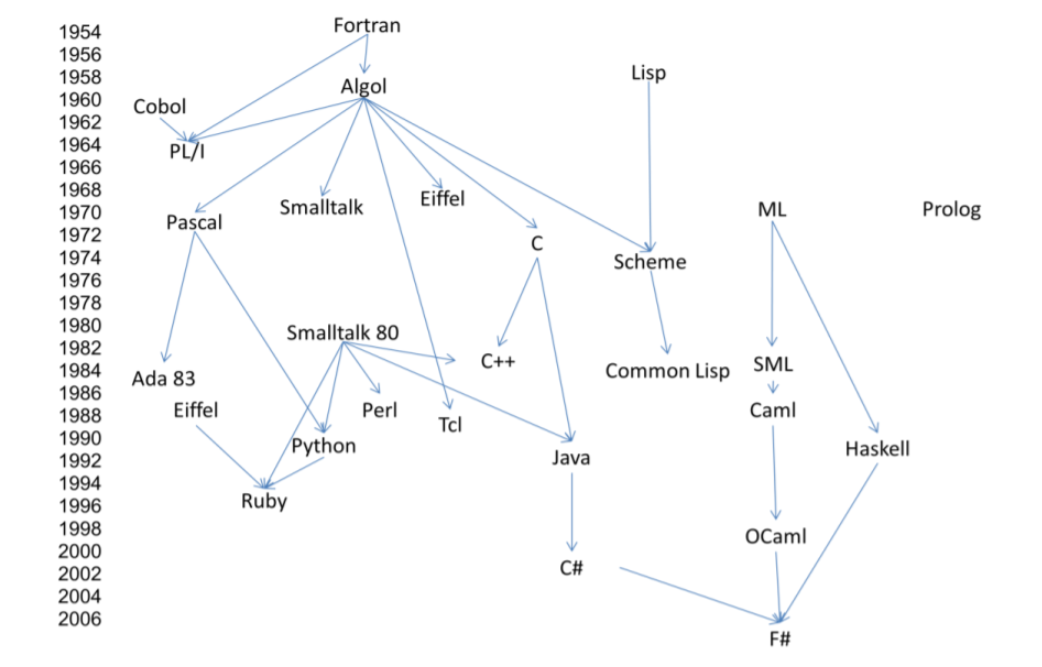 1954
1956
1958
1960
1962
1964
1966
1968
1970
1972
1974
1976
1978
1980
1982
1984
1986
1988
1990
1992
1994
1996
1998
2000
2002
2004
2006
Fortran
Lisp
Algol
Cobol
PL/I
Smalltalk
Eiffel
Pascal
ML
Prolog
C
Scheme
Smalltalk 80
C++
Common Lisp
SML
Ada 83
Eiffel
Perl
Tcl
Caml
Python
Java
Haskell
Ruby
OCaml
C#
F#